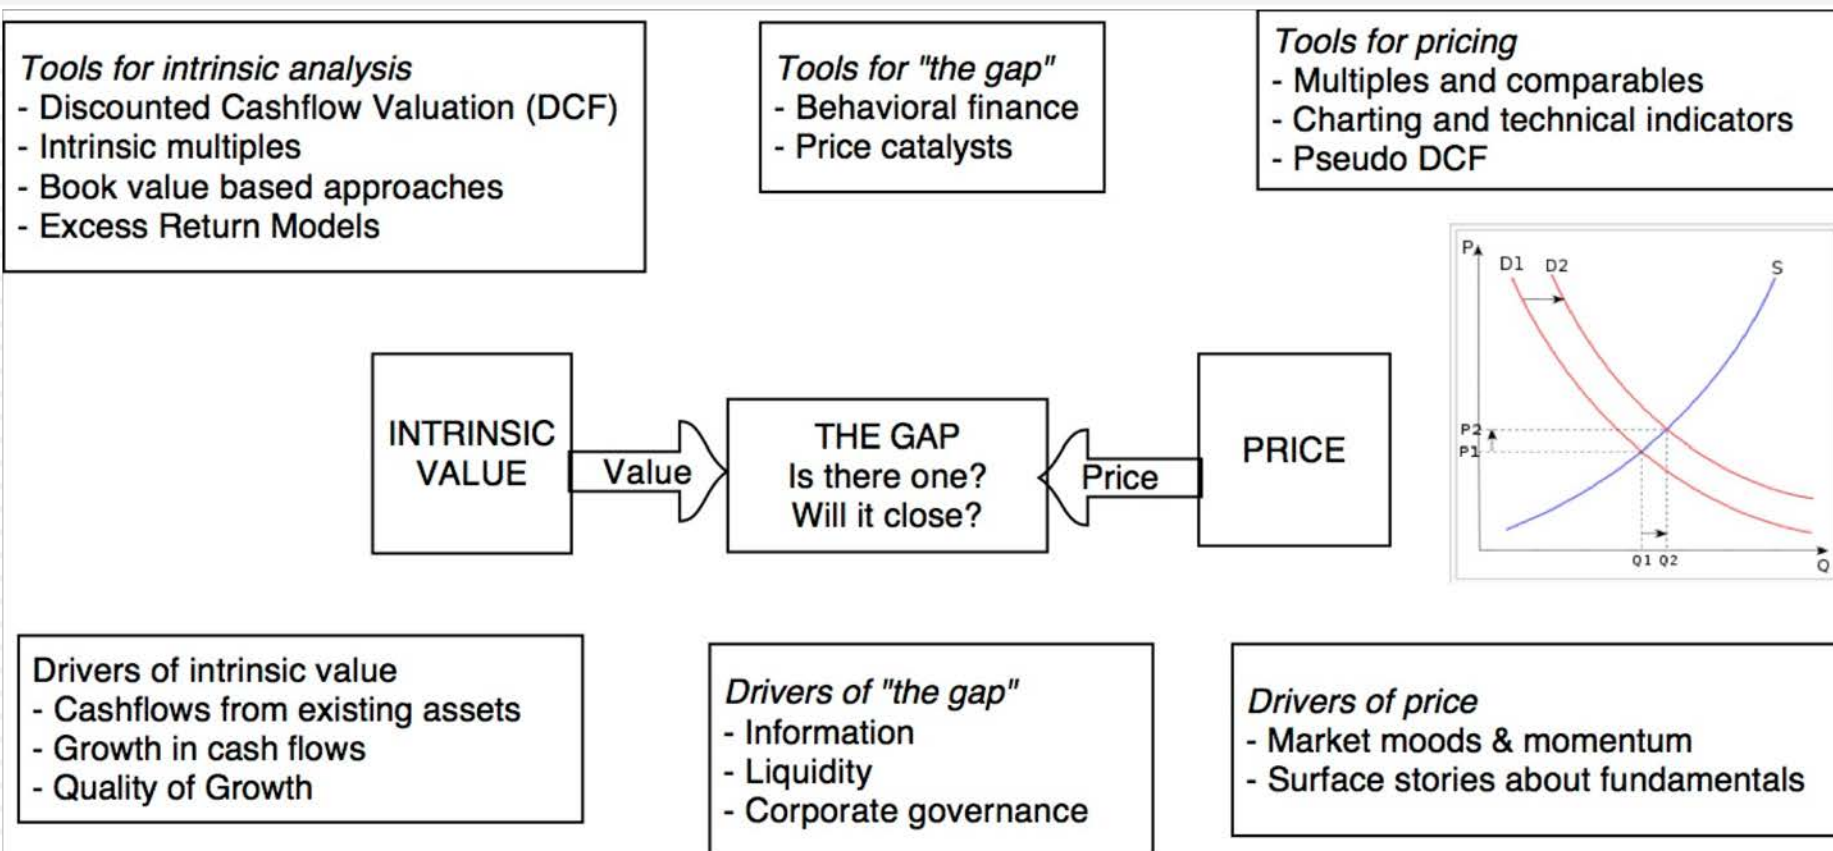 Tools for intrinsic analysis
- Discounted Cashflow Valuation (DCF)
- Intrinsic multiples
- Book value based approaches
- Excess Return Models
Tools for "the gap"
- Behavioral finance
- Price catalysts
Tools for pricing
- Multiples and comparables
- Charting and technical indicators
- Pseudo DCF
INTRINSIC
VALUE
Value
THE GAP
Is there one?
Will it close?
Price
PRICE
P
D1 D2
S
P2
P1
Q1 Q2
Q
Drivers of intrinsic value
- Cashflows from existing assets
- Growth in cash flows
- Quality of Growth
Drivers of "the gap"
- Information
- Liquidity
- Corporate governance
Drivers of price
- Market moods & momentum
- Surface stories about fundamentals